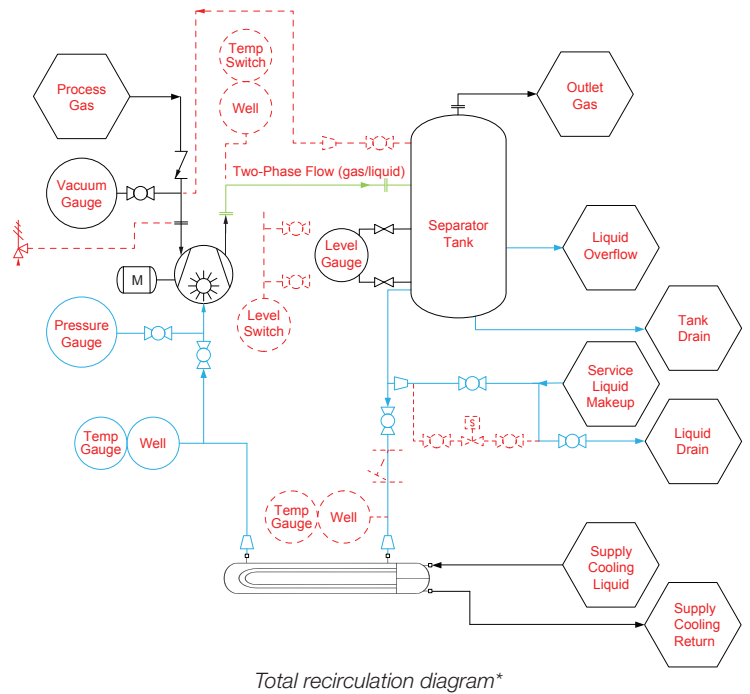 Temp
Switch
Well
Process
Gas
Outlet
Gas
Vacuum
Gauge
Two-Phase Flow (gas/liquid)
Separator
Tank
Level
Gauge
Liquid
Overflow
M
Level
Switch
Pressure
Gauge
Tank
Drain
Service
Liquid
Makeup
S
Liquid
Drain
Temp
Gauge
Well
Temp
Gauge
Well
Supply
Cooling
Liquid
Supply
Cooling
Return
Total recirculation diagram*